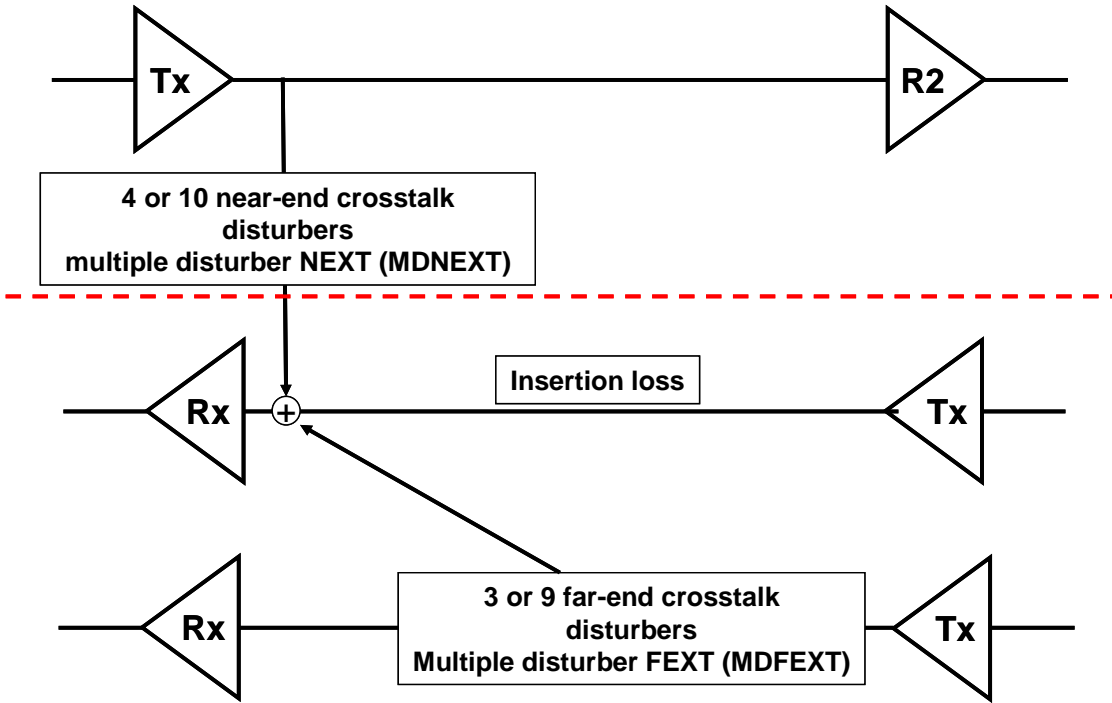 Tx
R2
4 or 10 near-end crosstalk
disturbers
multiple disturber NEXT (MDNEXT)
Insertion loss
Rx
+
Tx
3 or 9 far-end crosstalk
disturbers
Multiple disturber FEXT (MDFEXT)
Rx
Tx